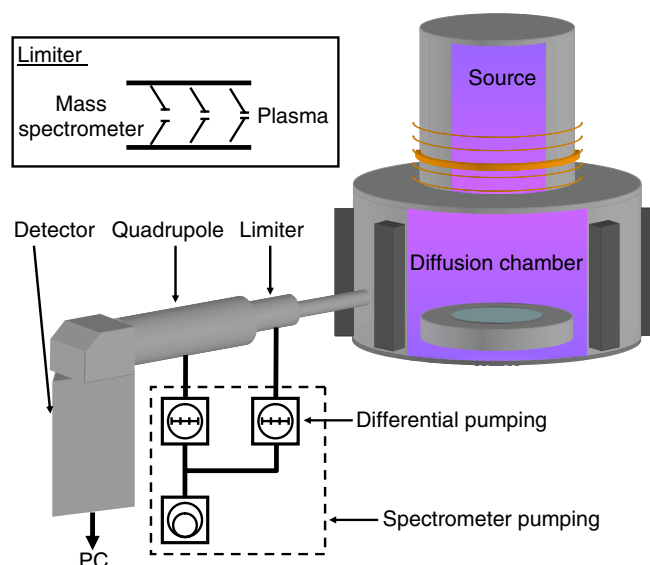 Limiter
Mass
spectrometer
Plasma
Source
Detector
Quadrupole
Limiter
Diffusion chamber
Differential pumping
Spectrometer pumping
PC